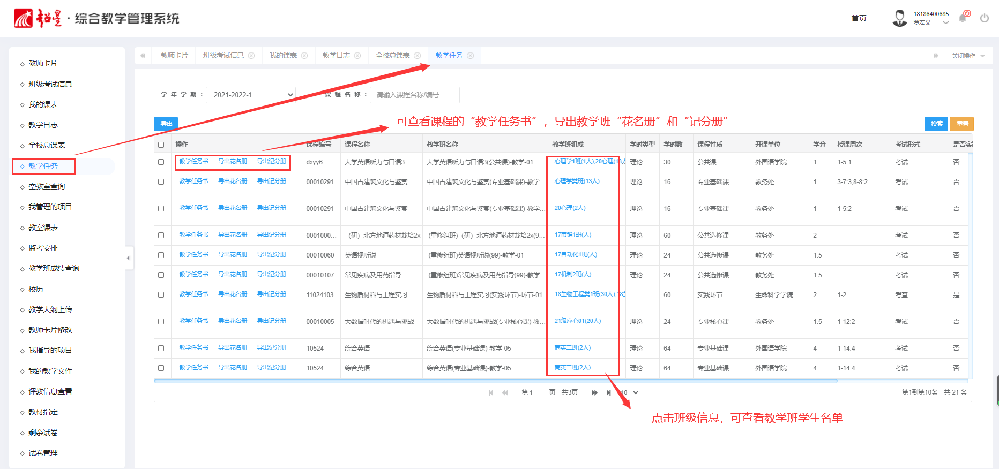 超星 · 综合教学管理系统
首页
18186400685
罗宏义
60
教师卡片
班级考试信息
我的课表
教学日志
全校总课表
教学任务
空教室查询
我管理的项目
教室课表
监考安排
教学班成绩查询
校历
教学大纲上传
教师卡片修改
我指导的项目
我的教学文件
评教信息查看
教材指定
剩余试卷
试卷管理
教师卡片 班级考试信息 我的课表 教学日志 全校总课表 教学任务 关闭操作
学 年 学 期 : 2021-2022-1 课 程 名 称 : 请输入课程名称/编号
可查看课程的“教学任务书”，导出教学班“花名册”和“记分册”
导出 搜索 重置
操作 课程编号 课程名称 教学班名称 教学班组成 学时类型 学时数 课程性质 开课单位 学分 授课周次 考试形式 是否实
教学任务书 导出花名册 导出记分册 dxyy6 大学英语听力与口语3 大学英语听力与口语3(公共课)-教学-01 心理学1班(1人),20心理(13人 理论 30 公共课 外国语学院 1 1-5:1 考试 否
教学任务书 导出花名册 导出记分册 00010291 中国古建筑文化与鉴赏 中国古建筑文化与鉴赏(专业基础课)-教学... 心理学类班(13人) 理论 16 专业基础课 教务处 1 3-7:3,8-8:2 考试 否
教学任务书 导出花名册 导出记分册 00010291 中国古建筑文化与鉴赏 中国古建筑文化与鉴赏(专业基础课)-教学... 20心理(2人) 理论 16 专业基础课 教务处 1 1-5:2 考试 否
教学任务书 导出花名册 导出记分册 0001000... （研）北方地道药材栽培2x (重修组班)（研）北方地道药材栽培2x(9... 17市销1班(人) 理论 60 公共选修课 教务处 2 考试 否
教学任务书 导出花名册 导出记分册 00010060 英语视听说 (重修组班)英语视听说(99)-教学-01 17自动化1班(人) 理论 24 公共选修课 教务处 1.5 考试 否
教学任务书 导出花名册 导出记分册 00010107 常见疾病及用药指导 (重修组班)常见疾病及用药指导(99)-教学... 17机制2班(人) 理论 24 公共选修课 教务处 1.5 考试 否
教学任务书 导出花名册 导出记分册 11024103 生物质材料与工程实习 生物质材料与工程实习(实践环节)-环节-01 18生物工程类1班(30人),18生 60 实践环节 生命科学学院 2 1-2 考查 是
教学任务书 导出花名册 导出记分册 00010005 大数据时代的机遇与挑战 大数据时代的机遇与挑战(专业核心课)-教... 21级应心01(20人) 理论 24 专业核心课 教务处 1.5 1-12:2 考试 否
教学任务书 导出花名册 导出记分册 10524 综合英语 综合英语(专业基础课)-教学-05 商英二班(2人) 理论 64 专业基础课 外国语学院 4 1-14:4 考试 否
教学任务书 导出花名册 导出记分册 10524 综合英语 综合英语(专业基础课)-教学-05 商英二班(2人) 理论 64 专业基础课 外国语学院 4 1-14:4 考试 否
第 1 页 共3页 10 第1到第10条 共 21 条
点击班级信息，可查看教学班学生名单